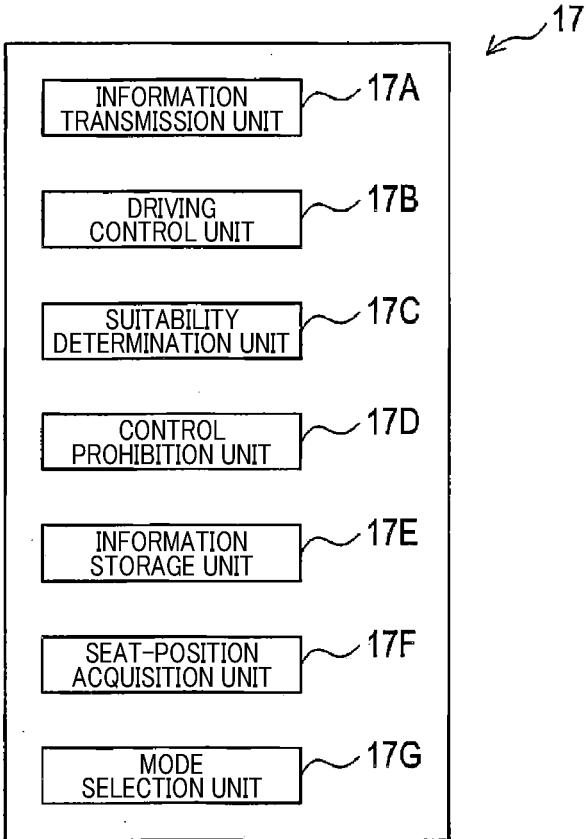 17
INFORMATION
TRANSMISSION UNIT
17A
DRIVING
CONTROL UNIT
17B
SUITABILITY
DETERMINATION UNIT
17C
CONTROL
PROHIBITION UNIT
17D
INFORMATION
STORAGE UNIT
17E
SEAT-POSITION
ACQUISITION UNIT
17F
MODE
SELECTION UNIT
17G